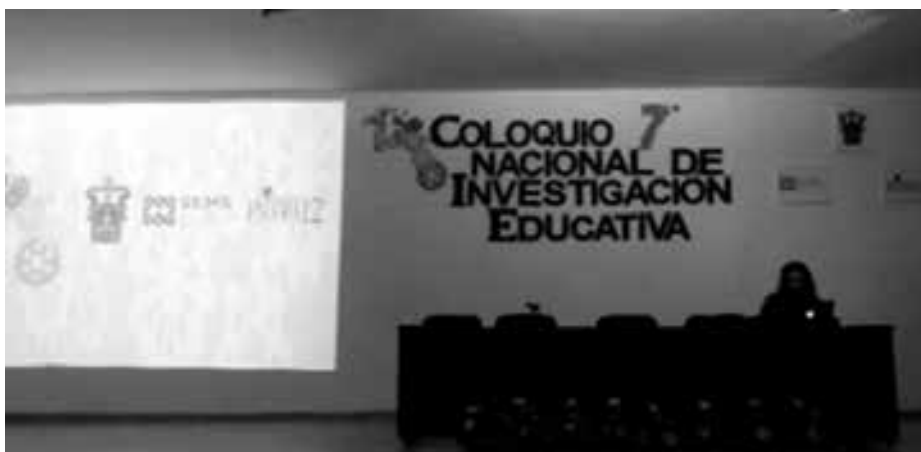 COLOQUIO 7°
NACIONAL DE
INVESTIGACIÓN
EDUCATIVA